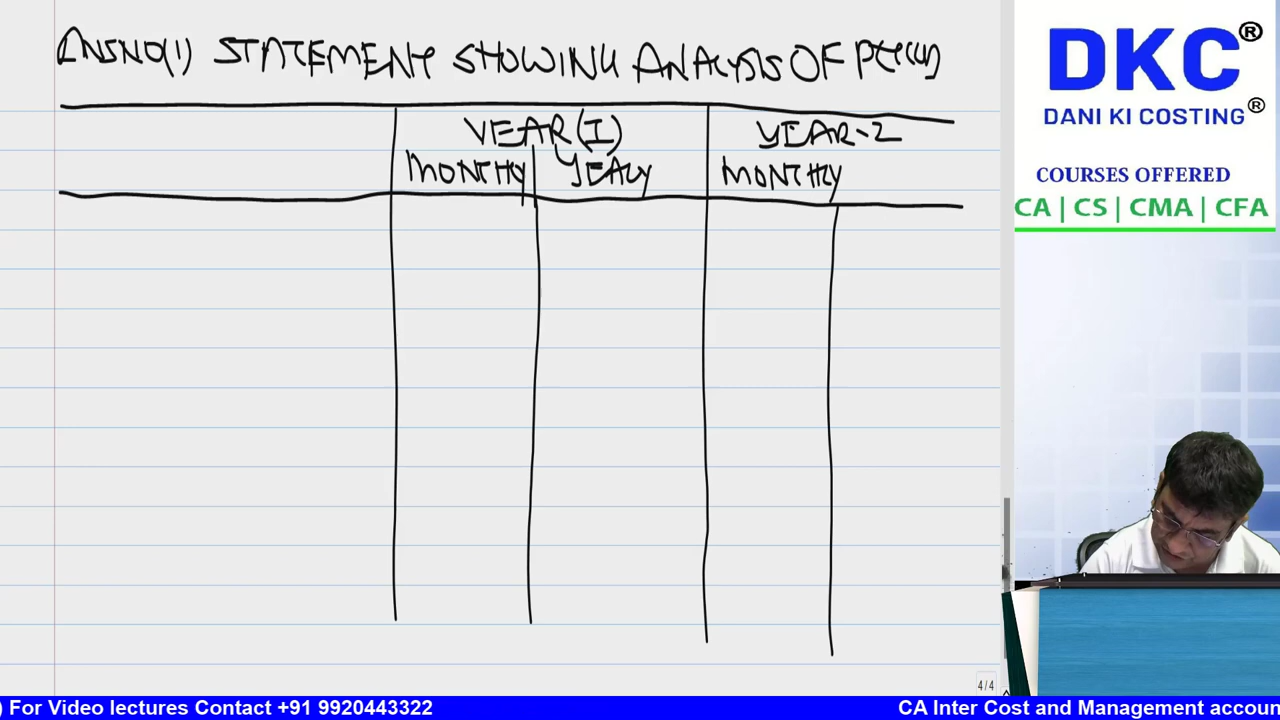 ANSNO(1) STATEMENT SHOWING ANALYSIS OF
YEAR(I) YEAR-2
MONTHLY YEALY MONTHLY
DKC®
DANI KI COSTING®
COURSES OFFERED
CA | CS | CMA | CFA
4/4
) For Video lectures Contact +91 9920443322 CA Inter Cost and Management accoun